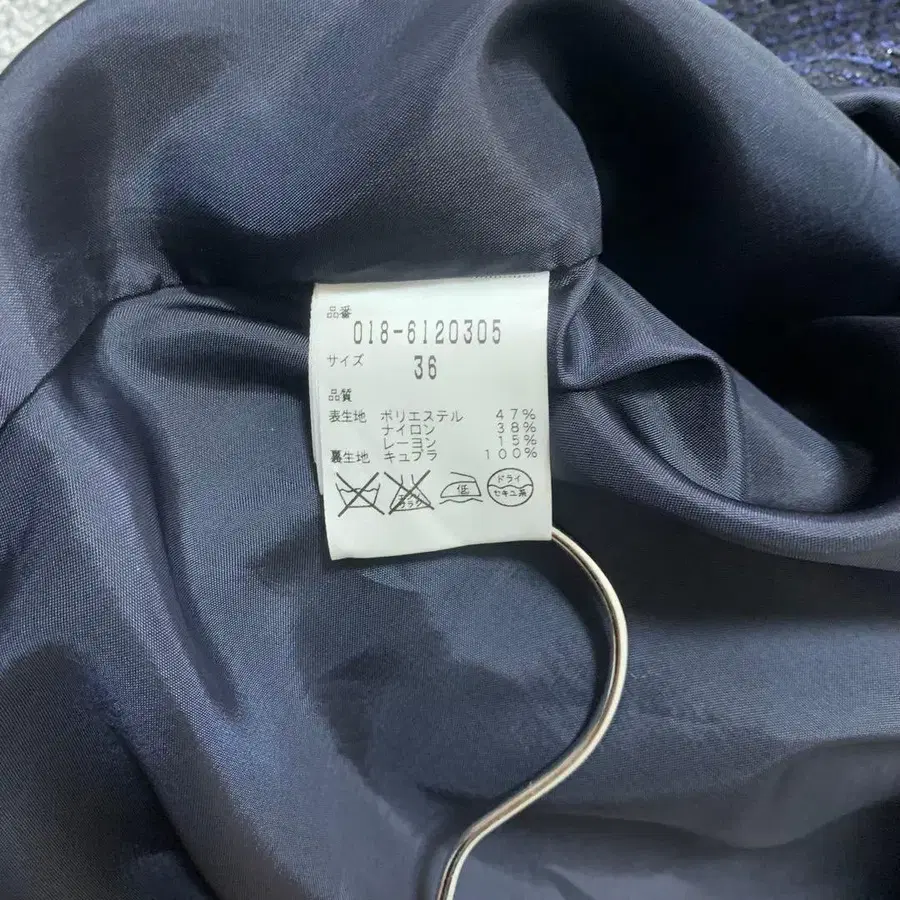 品番
018-6120305
サイズ
36
品質
表生地 ポリエステル 47%
ナイロン 38%
レーヨン 15%
裏生地 キュプラ 100%
低
ドライ
セキユ系